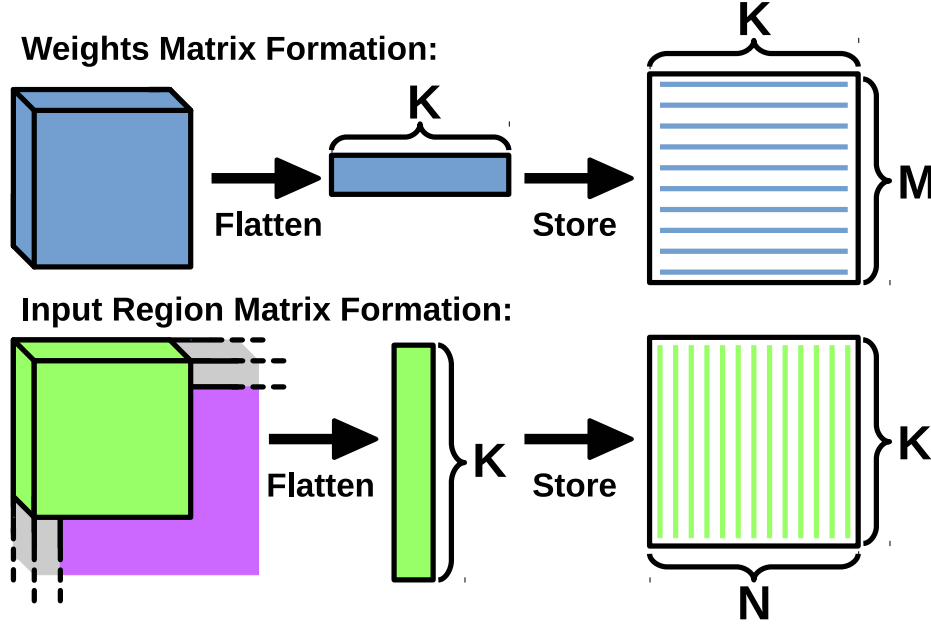 Weights Matrix Formation:
K
K
M
Flatten
Store
Input Region Matrix Formation:
K
K
Flatten
Store
N